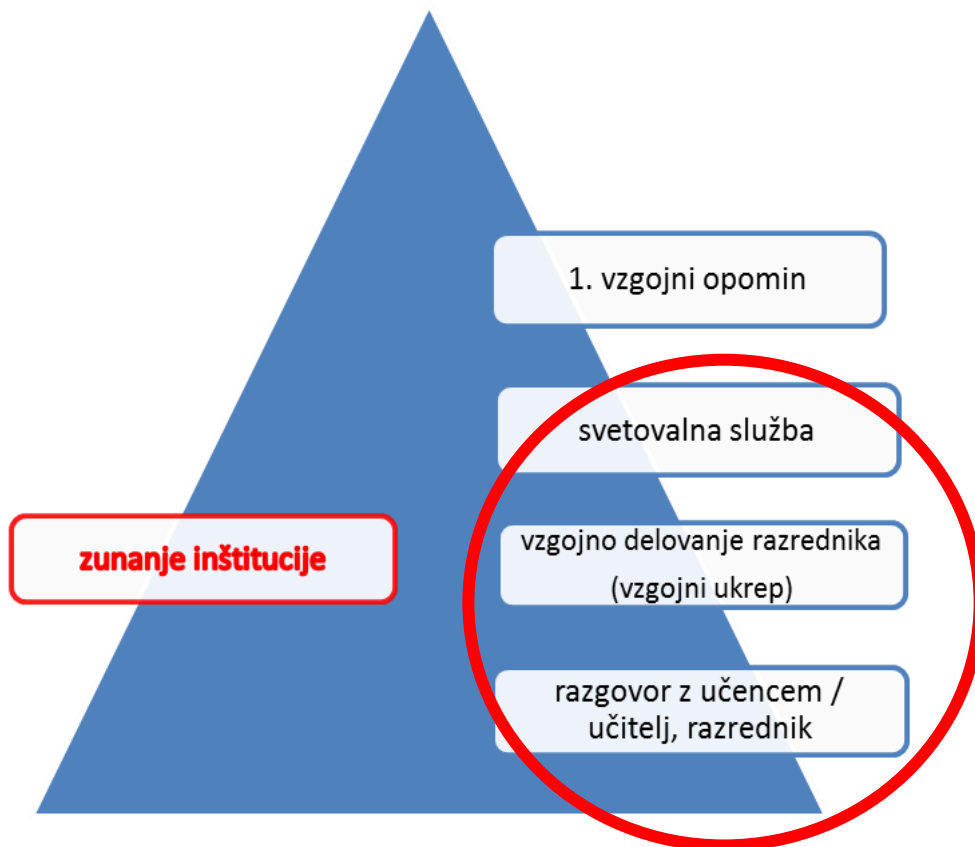 1. vzgojni opomin
svetovalna služba
zunanje inštitucije
vzgojno delovanje razrednika
(vzgojni ukrep)
razgovor z učencem /
učitelj, razrednik